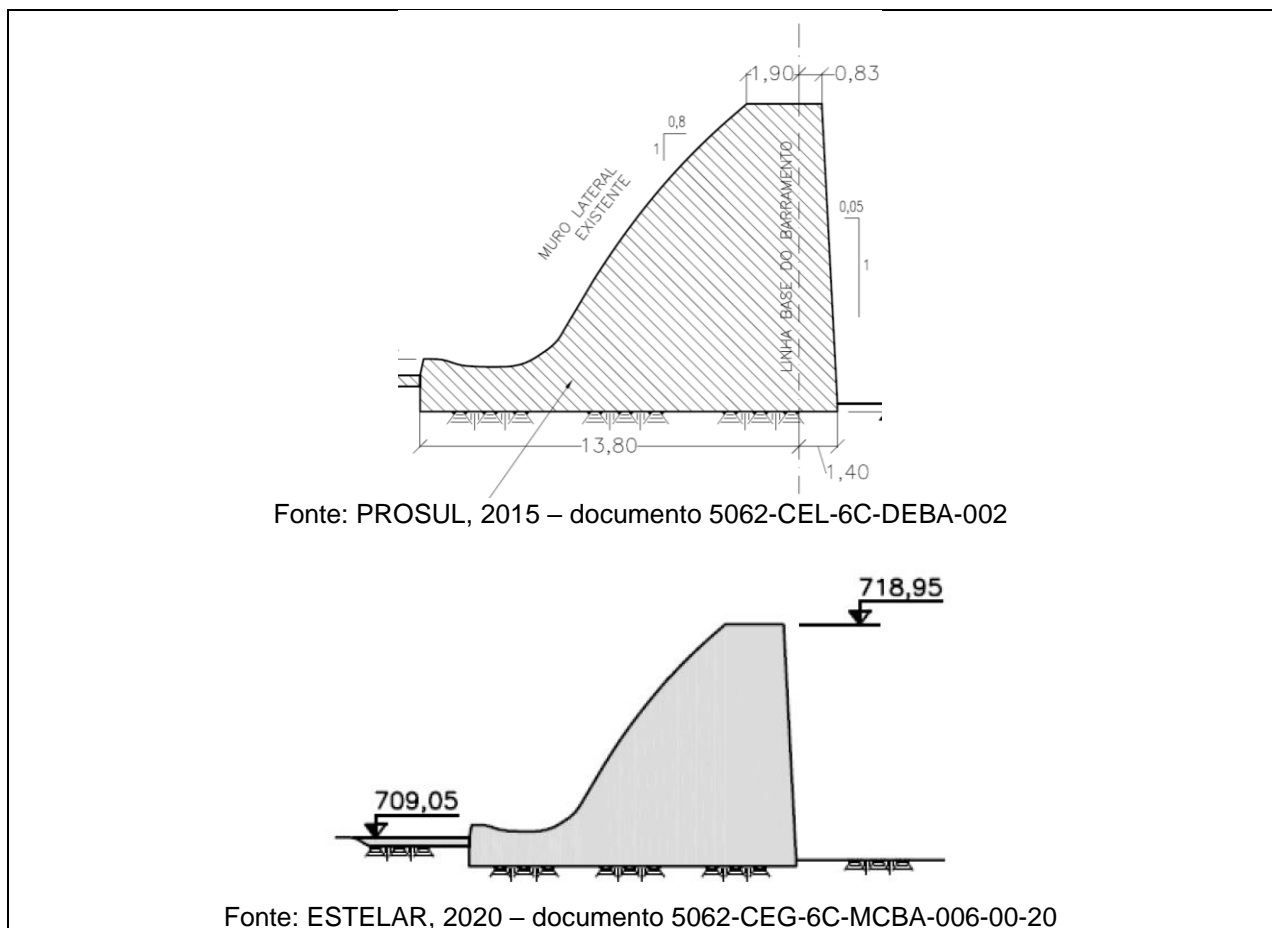 1,90
0,83
0,8
1
MURO LATERAL
EXISTENTE
LINHA BASE DO BARRAMENTO
0,05
1
13,80
1,40
Fonte: PROSUL, 2015 – documento 5062-CEL-6C-DEBA-002
718,95
709,05
Fonte: ESTELAR, 2020 – documento 5062-CEG-6C-MCBA-006-00-20